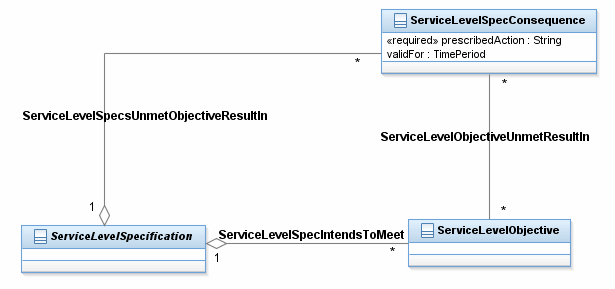 ServiceLevelSpecConsequence
«required» prescribedAction : String
validFor : TimePeriod
*
*
ServiceLevelSpecsUnmetObjectiveResultIn
ServiceLevelObjectiveUnmetResultIn
1
*
ServiceLevelSpecification
ServiceLevelSpecIntendsToMeet
ServiceLevelObjective
1
*